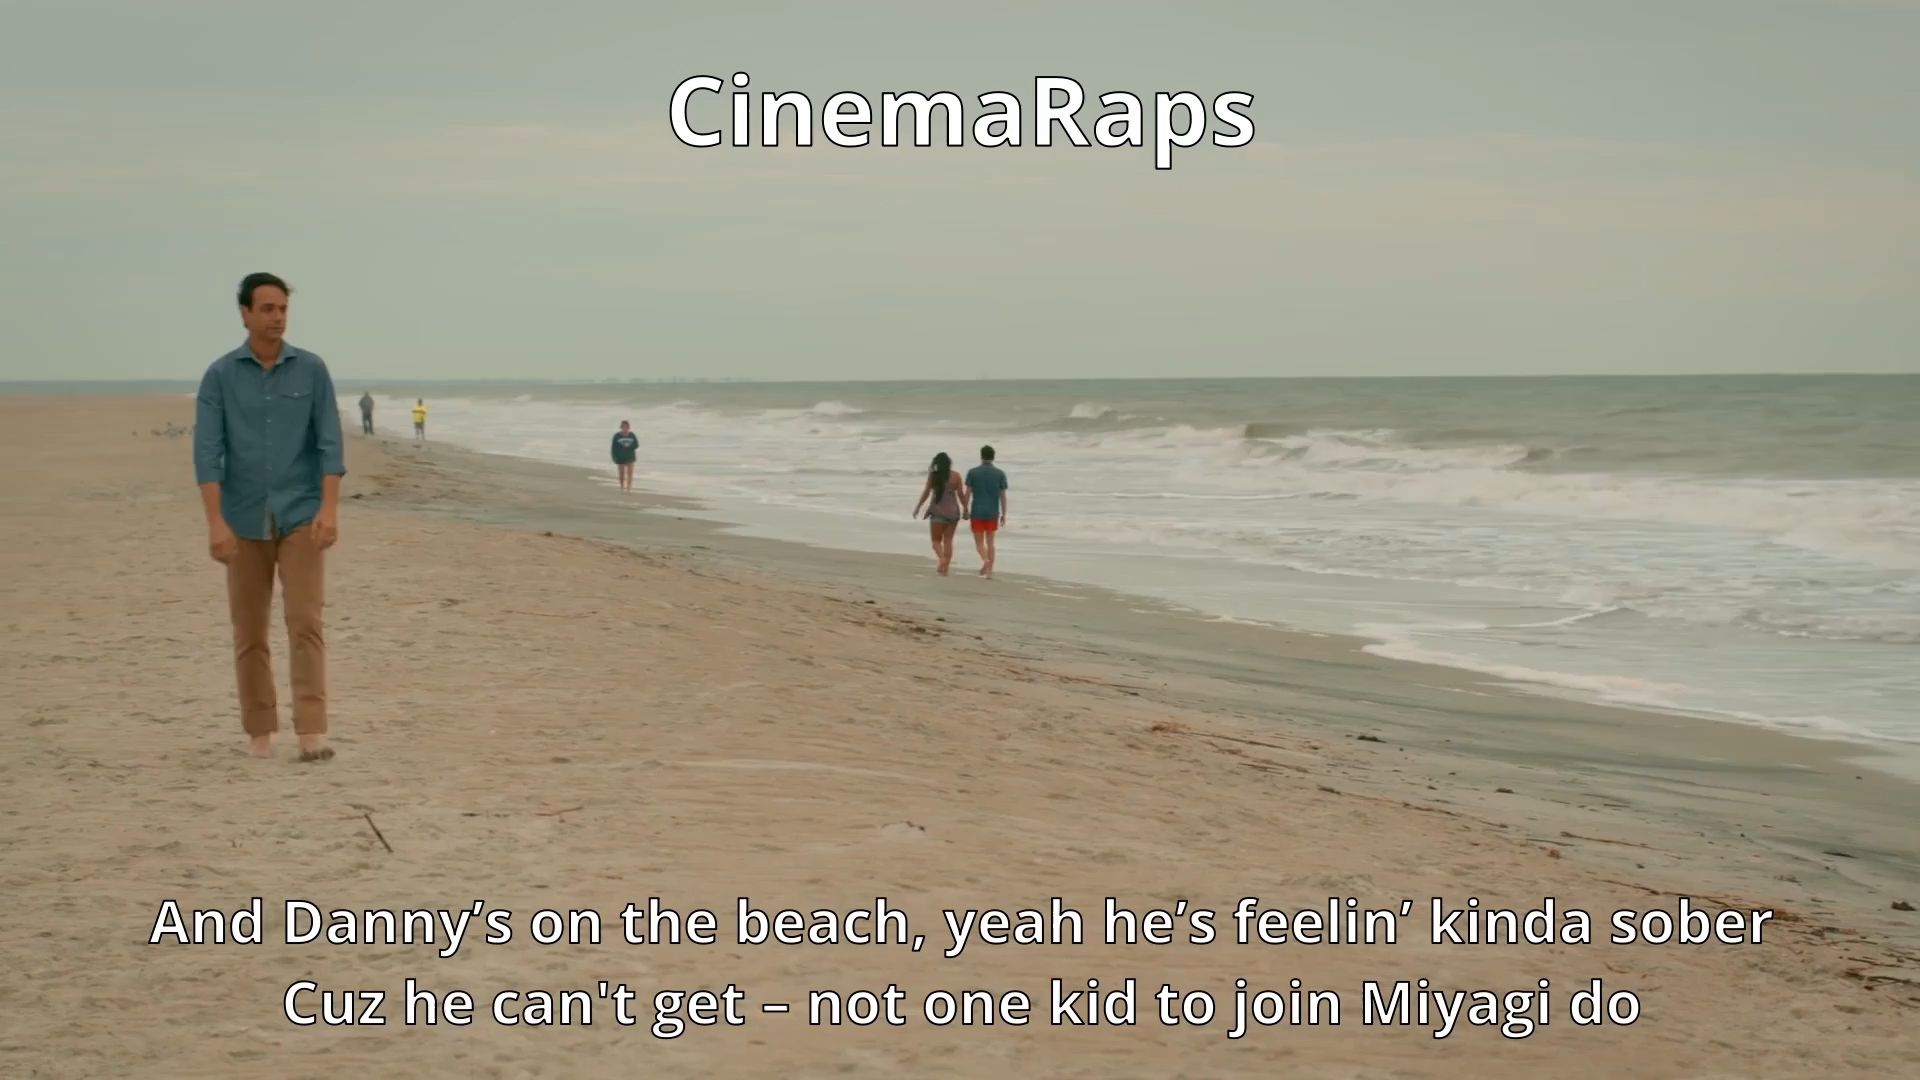 CinemaRaps
And Danny’s on the beach, yeah he’s feelin’ kinda sober
Cuz he can't get – not one kid to join Miyagi do